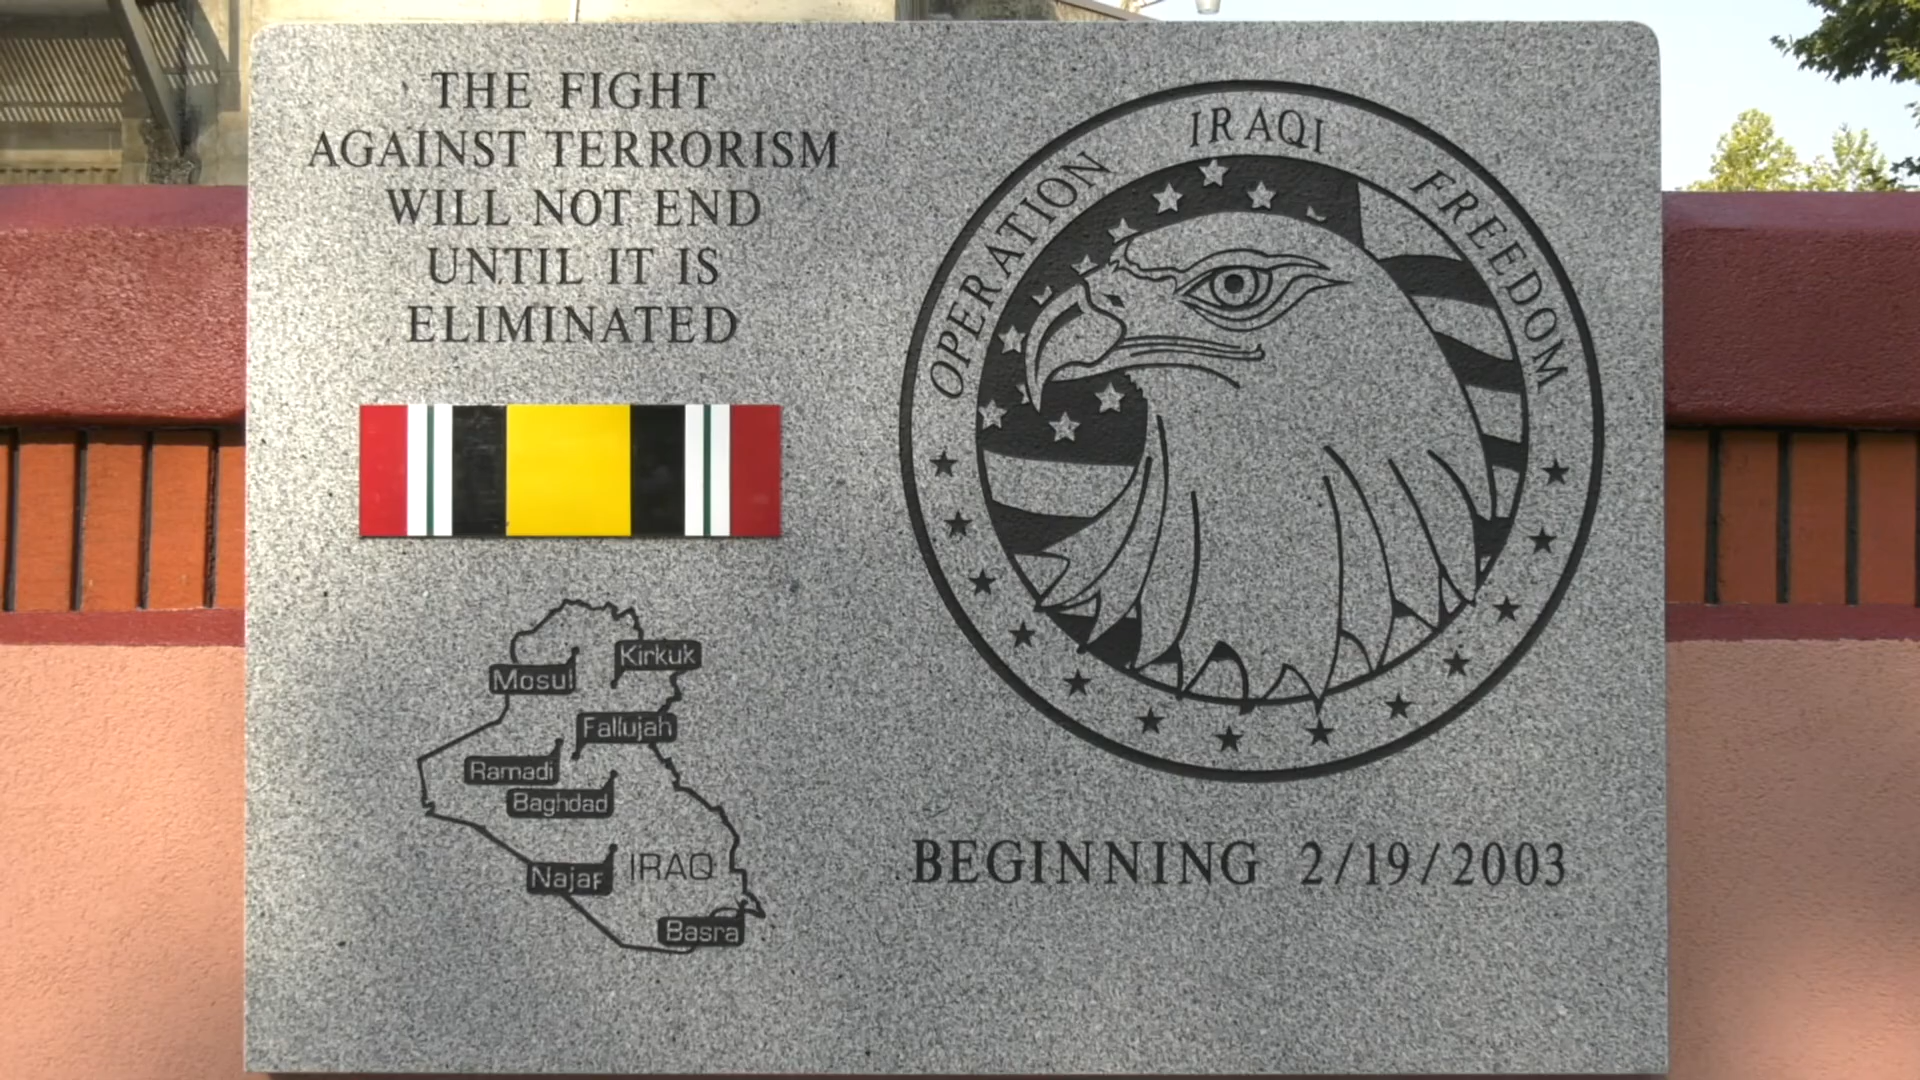 THE FIGHT
AGAINST TERRORISM
WILL NOT END
UNTIL IT IS
ELIMINATED
OPERATION IRAQI FREEDOM
Kirkuk
Mosul
Fallujah
Ramadi
Baghdad
Najaf
IRAQ
Basra
BEGINNING 2/19/2003